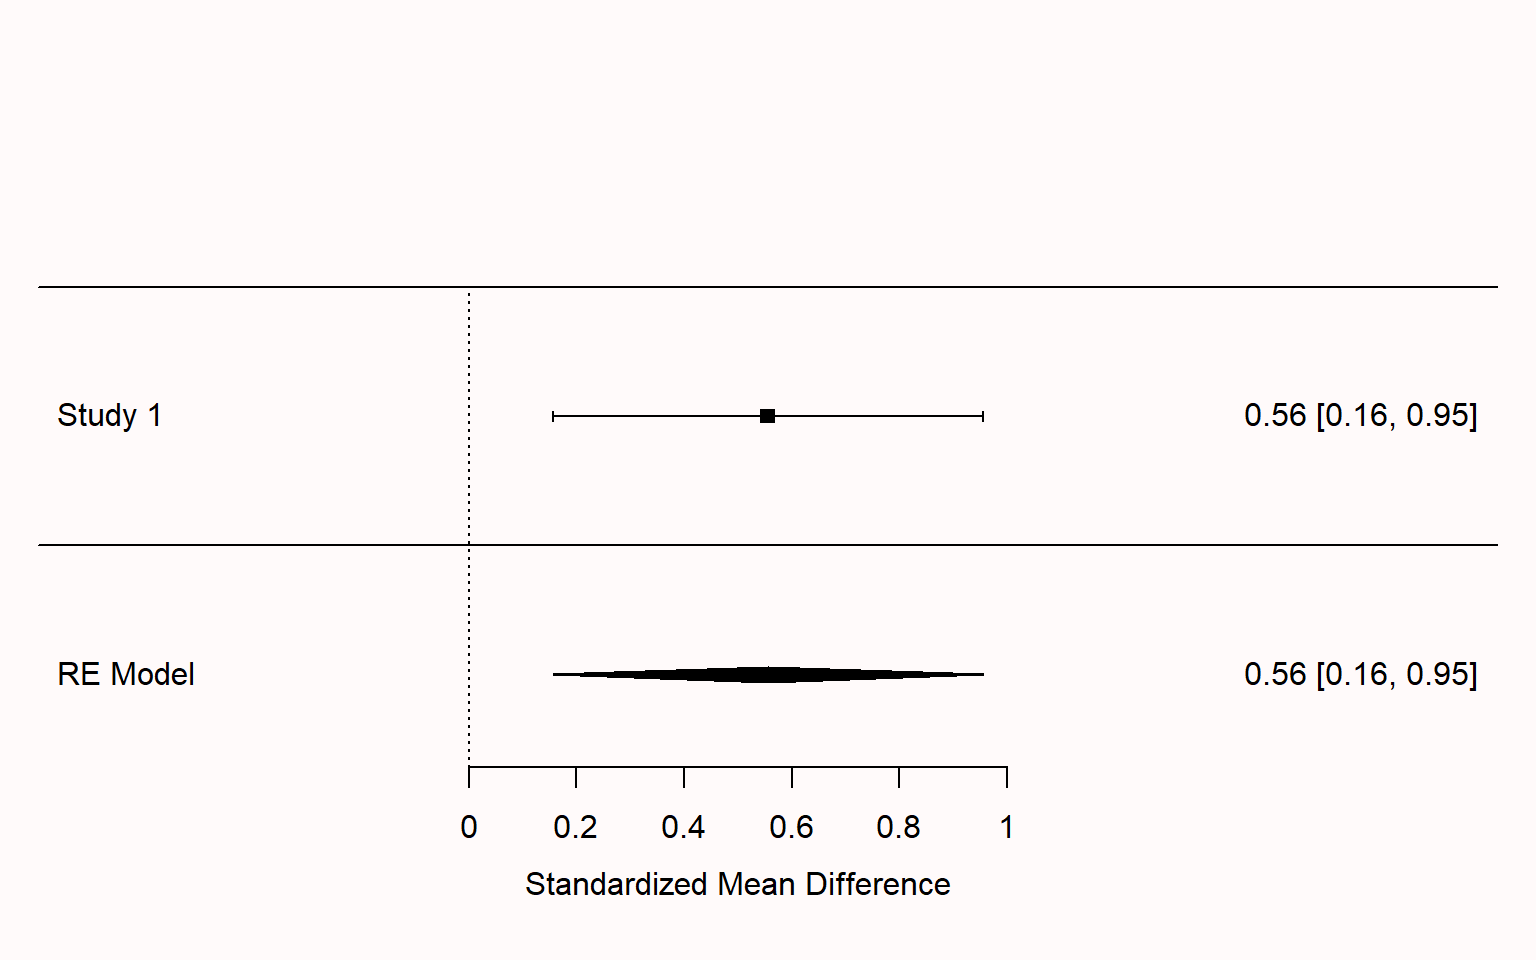 Study 1 0.56 [0.16, 0.95]
RE Model 0.56 [0.16, 0.95]
0 0.2 0.4 0.6 0.8 1
Standardized Mean Difference